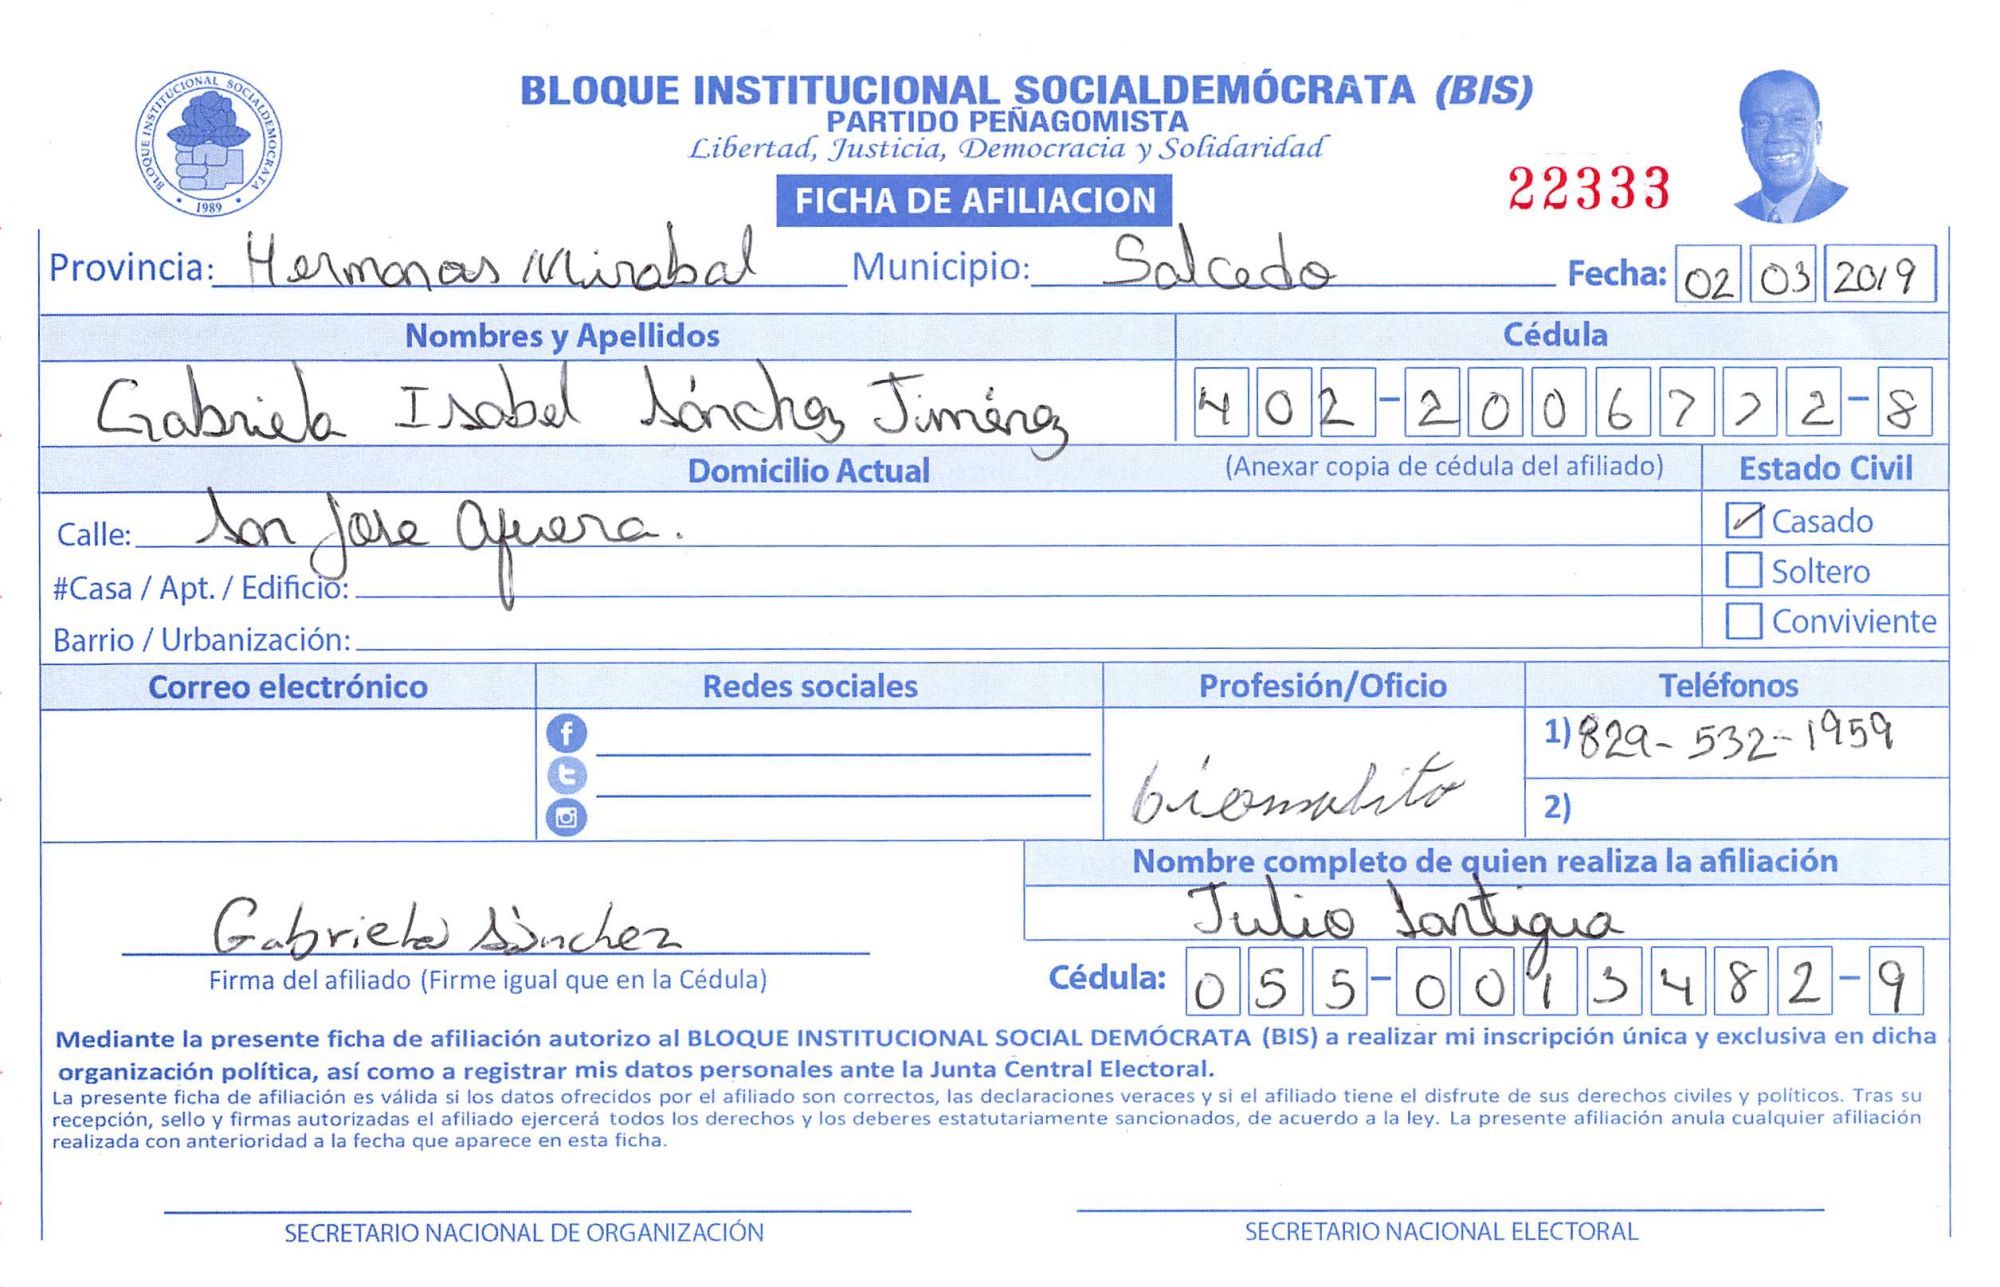 BLOQUE INSTITUCIONAL SOCIALDEMÓCRATA (BIS)
PARTIDO PEÑAGOMISTA
Libertad, Justicia, Democracia y Solidaridad
BLOQUE INSTITUCIONAL SOCIALDEMOCRATA
1989
FICHA DE AFILIACION
22333
Provincia: Hermanas Mirabal Municipio: Salcedo Fecha: 02 03 2019
Nombres y Apellidos Cédula
Gabriela Isabel Sánchez Jiménez 402-2006772-8
Domicilio Actual (Anexar copia de cédula del afiliado) Estado Civil
Calle: San Jose Afuera. Casado
#Casa / Apt. / Edificio: Soltero
Barrio / Urbanización: Conviviente
Correo electrónico Redes sociales Profesión/Oficio Teléfonos
1) 829-532-1959
2)
Nombre completo de quien realiza la afiliación
Julio Santigua
Gabriela Sánchez
Firma del afiliado (Firme igual que en la Cédula) Cédula: 055-0013482-9
Mediante la presente ficha de afiliación autorizo al BLOQUE INSTITUCIONAL SOCIAL DEMÓCRATA (BIS) a realizar mi inscripción única y exclusiva en dicha
organización política, así como a registrar mis datos personales ante la Junta Central Electoral.
La presente ficha de afiliación es válida si los datos ofrecidos por el afiliado son correctos, las declaraciones veraces y si el afiliado tiene el disfrute de sus derechos civiles y políticos. Tras su
recepción, sello y firmas autorizadas el afiliado ejercerá todos los derechos y los deberes estatutariamente sancionados, de acuerdo a la ley. La presente afiliación anula cualquier afiliación
realizada con anterioridad a la fecha que aparece en esta ficha.
SECRETARIO NACIONAL DE ORGANIZACIÓN SECRETARIO NACIONAL ELECTORAL